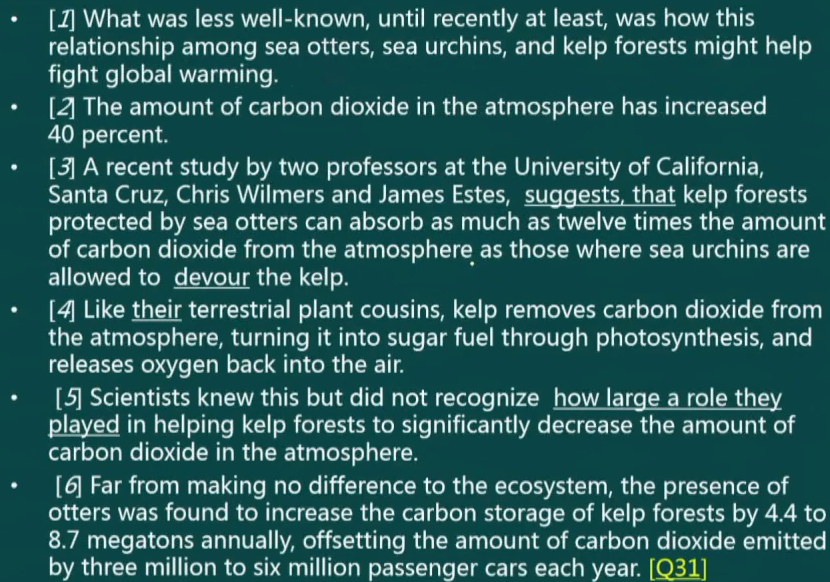 • [1] What was less well-known, until recently at least, was how this
relationship among sea otters, sea urchins, and kelp forests might help
fight global warming.
• [2] The amount of carbon dioxide in the atmosphere has increased
40 percent.
• [3] A recent study by two professors at the University of California,
Santa Cruz, Chris Wilmers and James Estes, suggests, that kelp forests
protected by sea otters can absorb as much as twelve times the amount
of carbon dioxide from the atmosphere as those where sea urchins are
allowed to devour the kelp.
• [4] Like their terrestrial plant cousins, kelp removes carbon dioxide from
the atmosphere, turning it into sugar fuel through photosynthesis, and
releases oxygen back into the air.
• [5] Scientists knew this but did not recognize how large a role they
played in helping kelp forests to significantly decrease the amount of
carbon dioxide in the atmosphere.
• [6] Far from making no difference to the ecosystem, the presence of
otters was found to increase the carbon storage of kelp forests by 4.4 to
8.7 megatons annually, offsetting the amount of carbon dioxide emitted
by three million to six million passenger cars each year. [Q31]